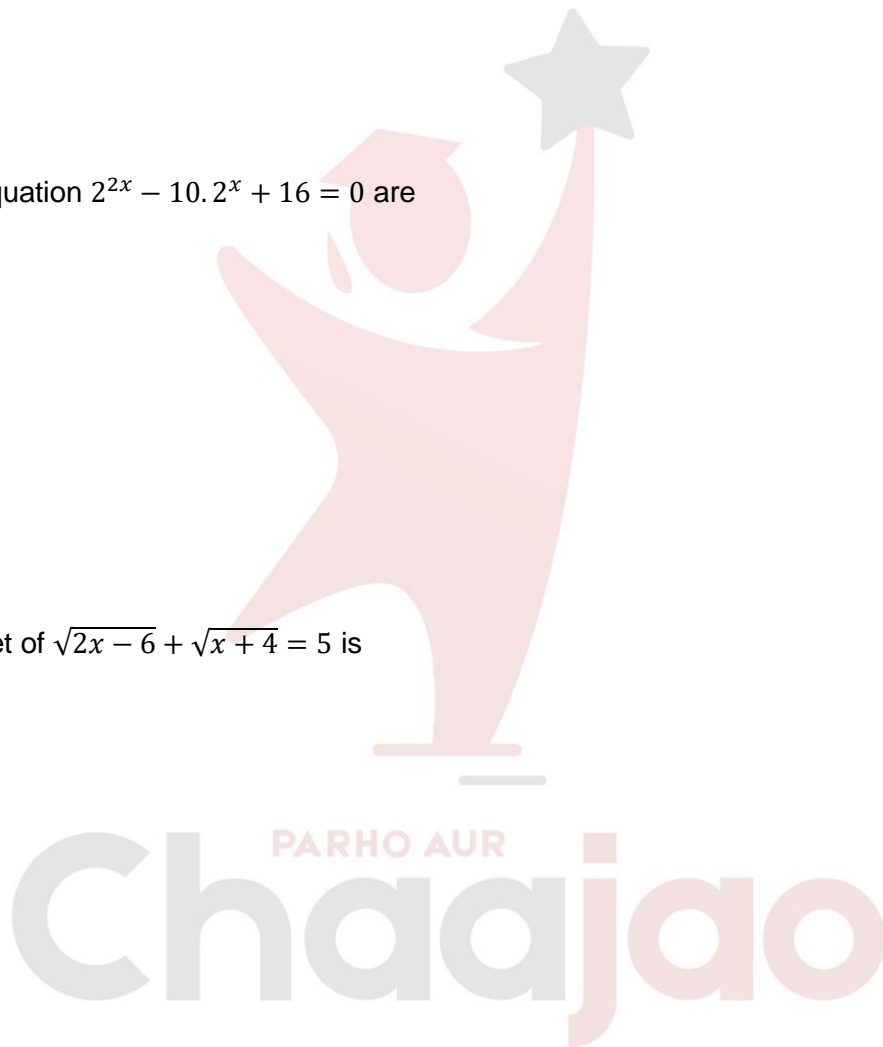 quation 2^{2x} − 10. 2^x + 16 = 0 are
et of √(2x − 6) + √(x + 4) = 5 is
PARHO AUR
Chaajao